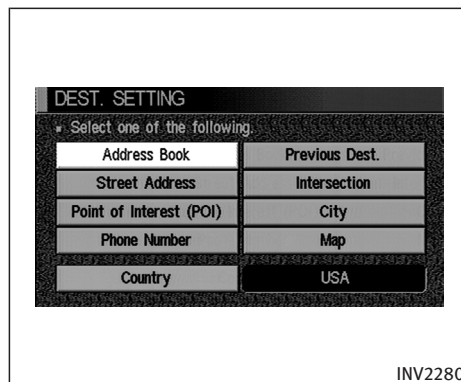 DEST. SETTING
Select one of the following.
Address Book Previous Dest.
Street Address Intersection
Point of Interest (POI) City
Phone Number Map
Country USA
INV2280